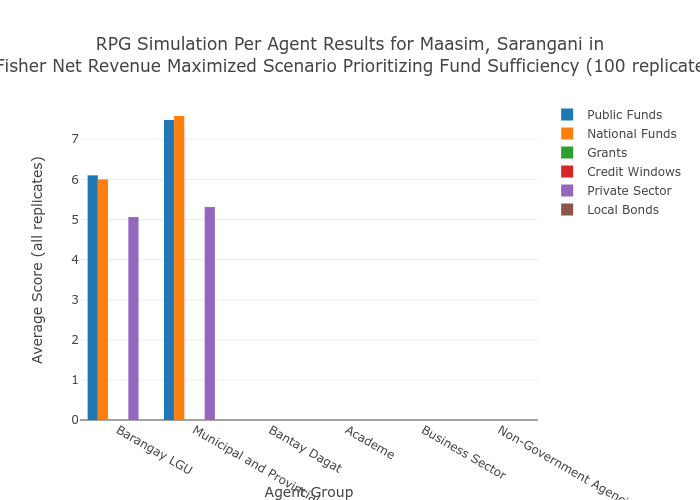 RPG Simulation Per Agent Results for Maasim, Sarangani in
Fisher Net Revenue Maximized Scenario Prioritizing Fund Sufficiency (100 replicate
Public Funds
National Funds
Grants
Credit Windows
Private Sector
Local Bonds
Average Score (all replicates)
7
6
5
4
3
2
1
0
Barangay LGU
Municipal and Provincial
Bantay Dagat
Academe
Business Sector
Non-Government Agenci
Agent Group